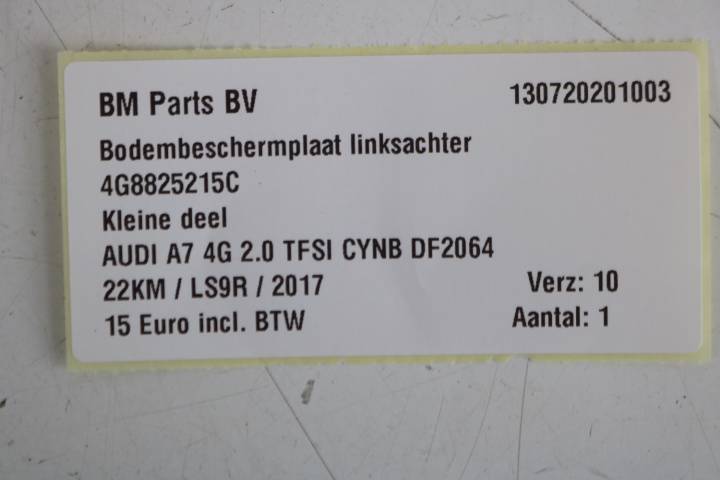 BM Parts BV 130720201003
Bodembeschermplaat linksachter
4G8825215C
Kleine deel
AUDI A7 4G 2.0 TFSI CYNB DF2064
22KM / LS9R / 2017 Verz: 10
15 Euro incl. BTW Aantal: 1